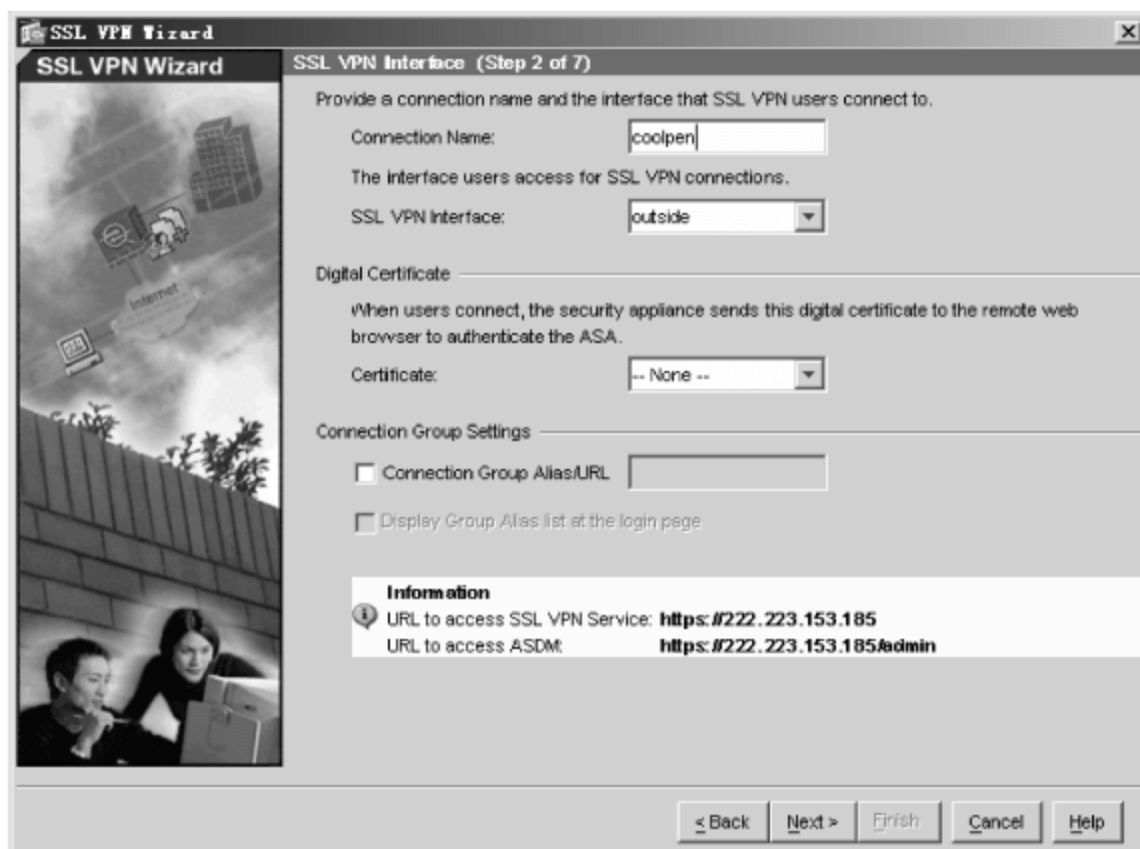 SSL VPN Wizard
SSL VPN Wizard
SSL VPN Interface (Step 2 of 7)
Provide a connection name and the interface that SSL VPN users connect to.
Connection Name: coolpen
The interface users access for SSL VPN connections.
SSL VPN Interface: outside
Digital Certificate
When users connect, the security appliance sends this digital certificate to the remote web
browser to authenticate the ASA.
Certificate: -- None --
Connection Group Settings
Connection Group Alias/URL
Display Group Alias list at the login page
Information
URL to access SSL VPN Service: https://222.223.153.185
URL to access ASDM: https://222.223.153.185/admin
Internet
< Back Next > Finish Cancel Help